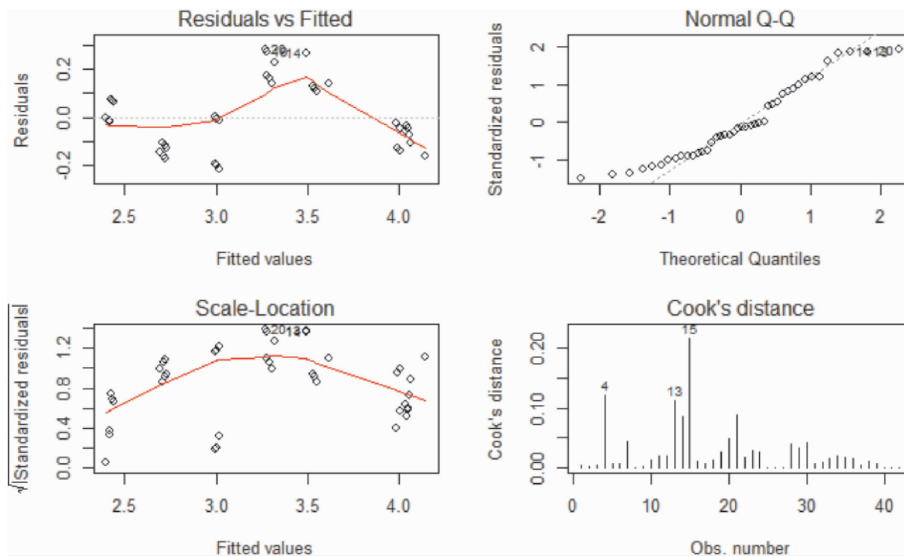 Residuals vs Fitted
Residuals
0.2
0.0
-0.2
20
14
2.5 3.0 3.5 4.0
Fitted values
Normal Q-Q
Standardized residuals
2
1
0
-1
20
-2 -1 0 1 2
Theoretical Quantiles
Scale-Location
√|Standardized residuals|
1.2
0.8
0.4
0.0
20
2.5 3.0 3.5 4.0
Fitted values
Cook's distance
Cook's distance
0.20
0.10
0.00
15
4
13
0 10 20 30 40
Obs. number